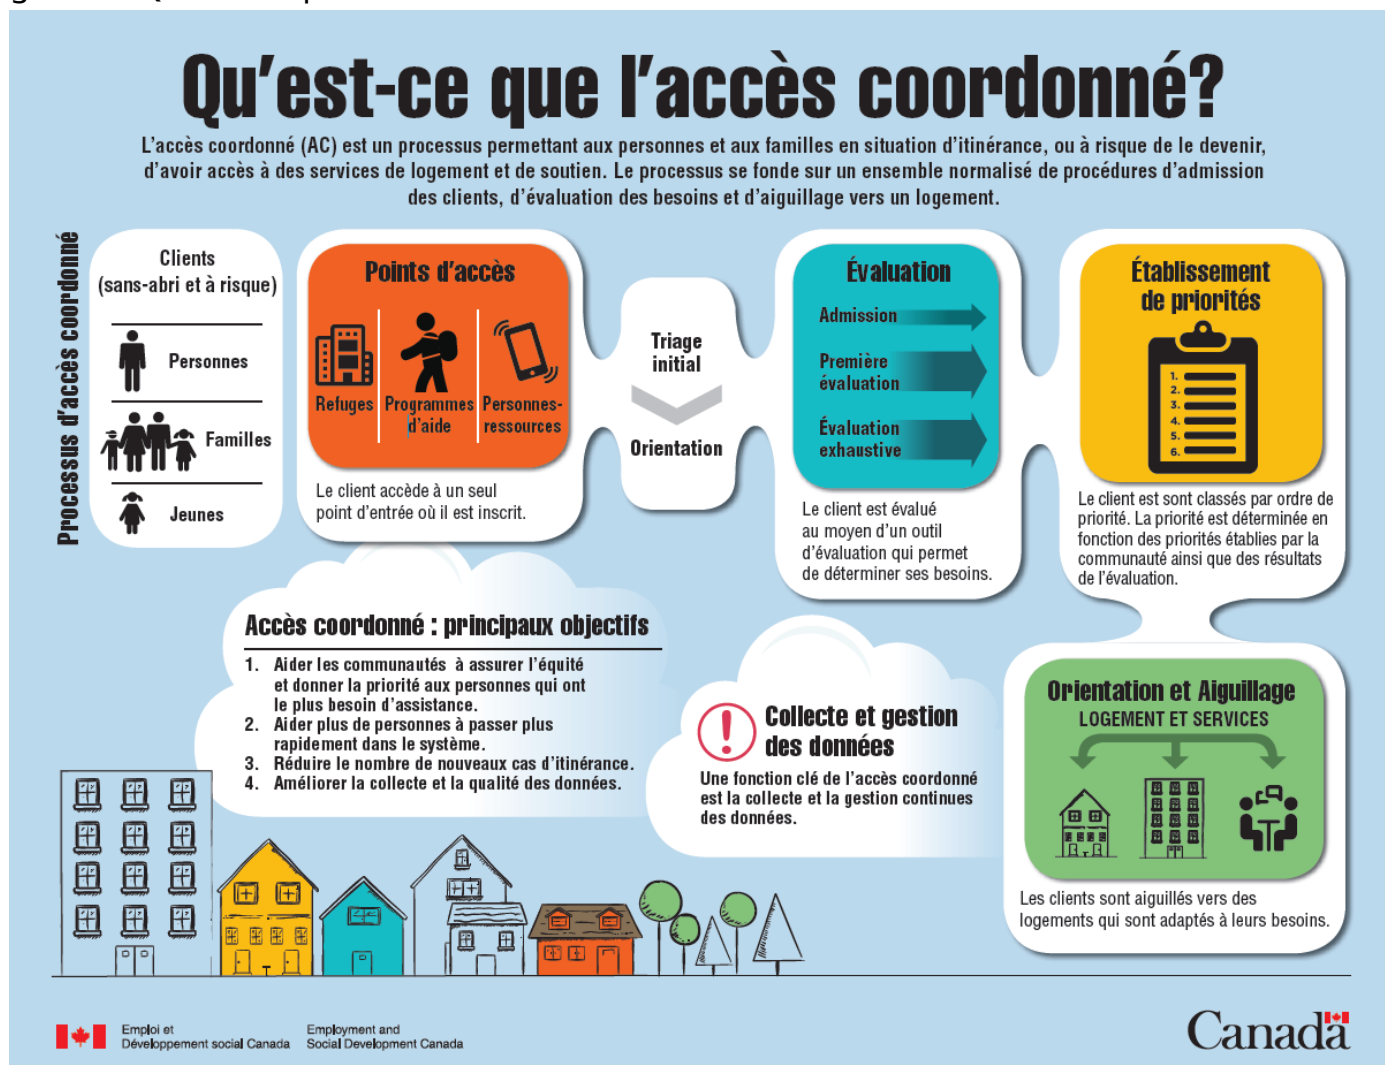 Qu’est-ce que l’accès coordonné?
L’accès coordonné (AC) est un processus permettant aux personnes et aux familles en situation d’itinérance, ou à risque de le devenir,
d’avoir accès à des services de logement et de soutien. Le processus se fonde sur un ensemble normalisé de procédures d’admission
des clients, d’évaluation des besoins et d’aiguillage vers un logement.
Processus d’accès coordonné
Clients
(sans-abri et à risque)
Personnes
Familles
Jeunes
Points d’accès
Refuges
Programmes
d’aide
Personnes-
ressources
Le client accède à un seul
point d’entrée où il est inscrit.
Triage
initial
Orientation
Évaluation
Admission
Première
évaluation
Évaluation
exhaustive
Le client est évalué
au moyen d’un outil
d’évaluation qui permet
de déterminer ses besoins.
Établissement
de priorités
1.
2.
3.
4.
5.
6.
Le client est sont classés par ordre de
priorité. La priorité est déterminée en
fonction des priorités établies par la
communauté ainsi que des résultats
de l’évaluation.
Accès coordonné : principaux objectifs
1. Aider les communautés à assurer l’équité
et donner la priorité aux personnes qui ont
le plus besoin d’assistance.
2. Aider plus de personnes à passer plus
rapidement dans le système.
3. Réduire le nombre de nouveaux cas d’itinérance.
4. Améliorer la collecte et la qualité des données.
Collecte et gestion
des données
Une fonction clé de l’accès coordonné
est la collecte et la gestion continues
des données.
Orientation et Aiguillage
LOGEMENT ET SERVICES
Les clients sont aiguillés vers des
logements qui sont adaptés à leurs besoins.
Emploi et
Développement social Canada
Employment and
Social Development Canada
Canada